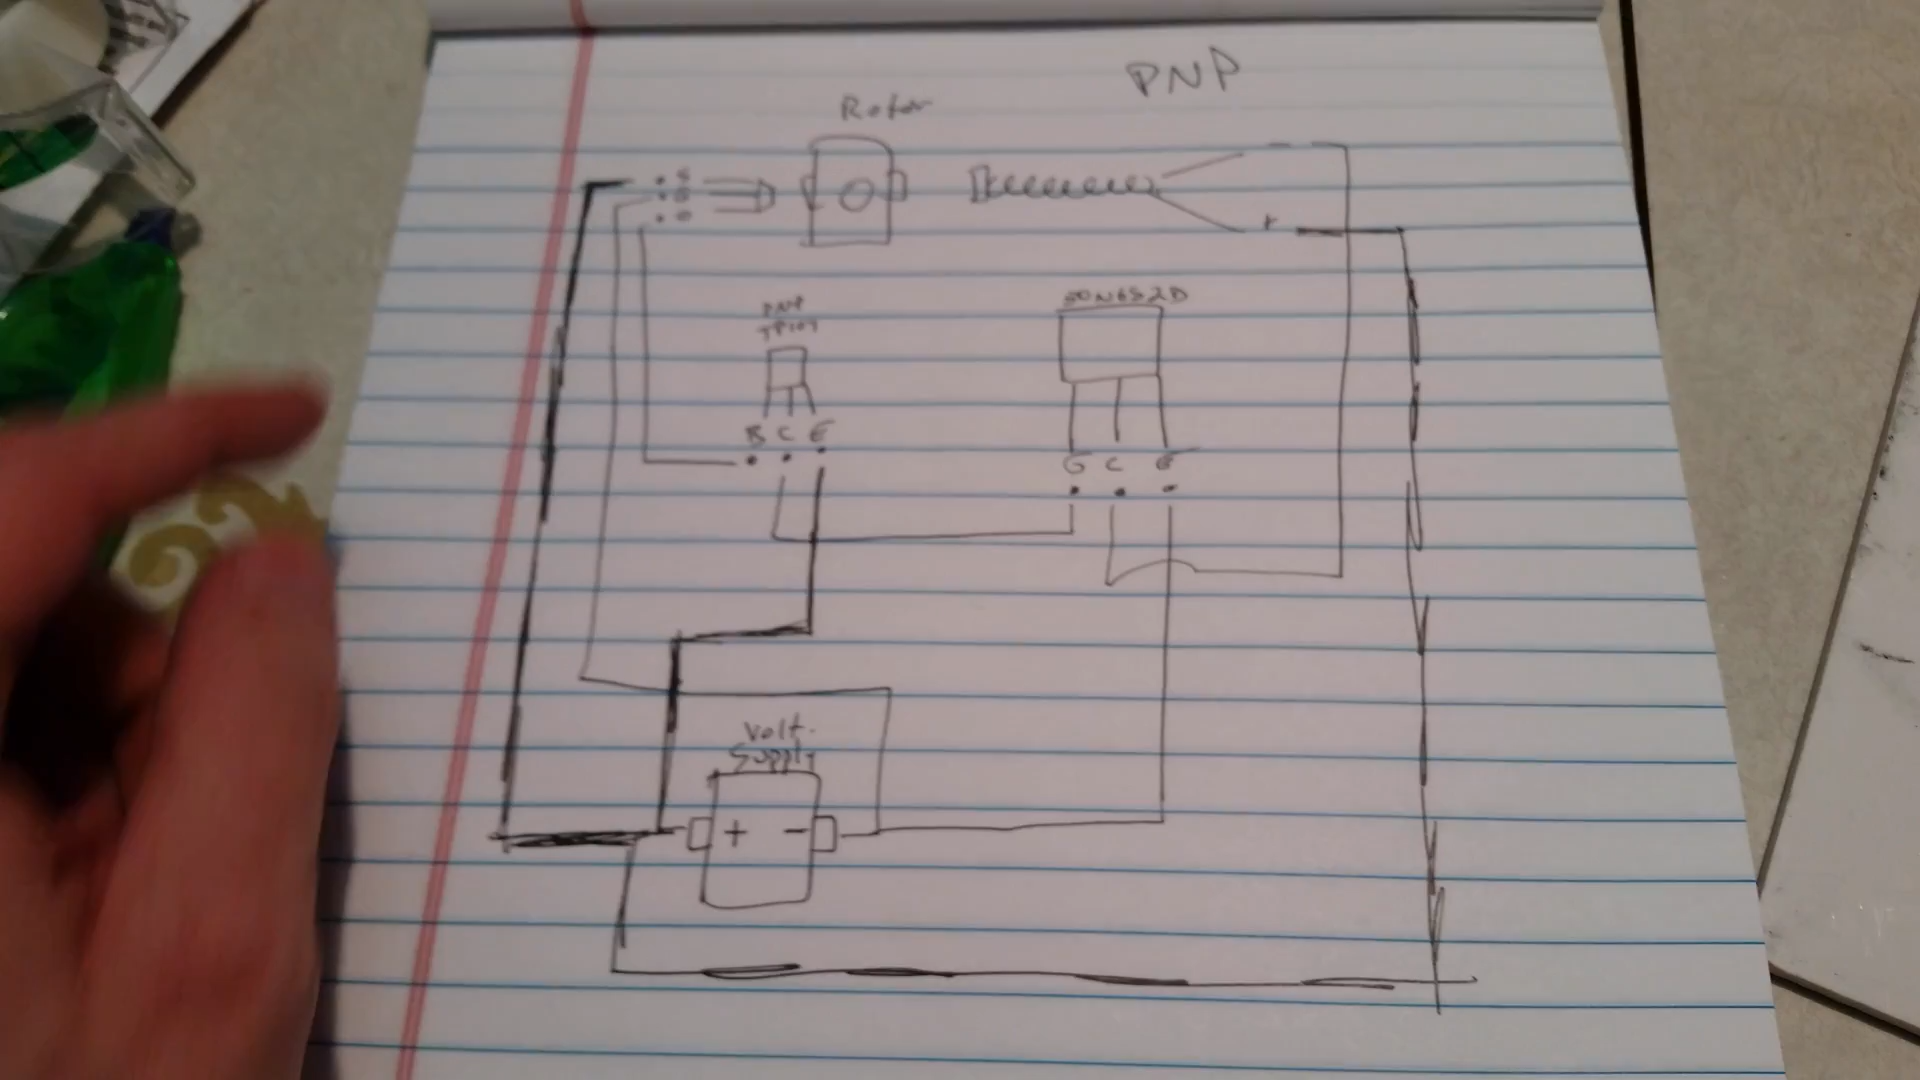 PNP
Rotor
PNP
B C E
G C E
Volt.
Supply
+ -